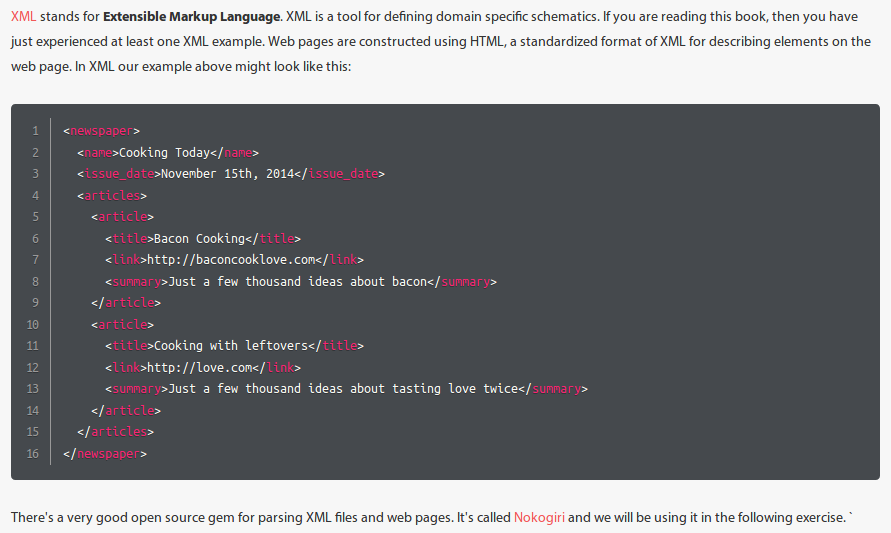 XML stands for Extensible Markup Language. XML is a tool for defining domain specific schematics. If you are reading this book, then you have
just experienced at least one XML example. Web pages are constructed using HTML, a standardized format of XML for describing elements on the
web page. In XML our example above might look like this:
1 <newspaper>
2   <name>Cooking Today</name>
3   <issue_date>November 15th, 2014</issue_date>
4   <articles>
5     <article>
6       <title>Bacon Cooking</title>
7       <link>http://baconcooklove.com</link>
8       <summary>Just a few thousand ideas about bacon</summary>
9     </article>
10     <article>
11       <title>Cooking with leftovers</title>
12       <link>http://love.com</link>
13       <summary>Just a few thousand ideas about tasting love twice</summary>
14     </article>
15   </articles>
16 </newspaper>
There's a very good open source gem for parsing XML files and web pages. It's called Nokogiri and we will be using it in the following exercise. `